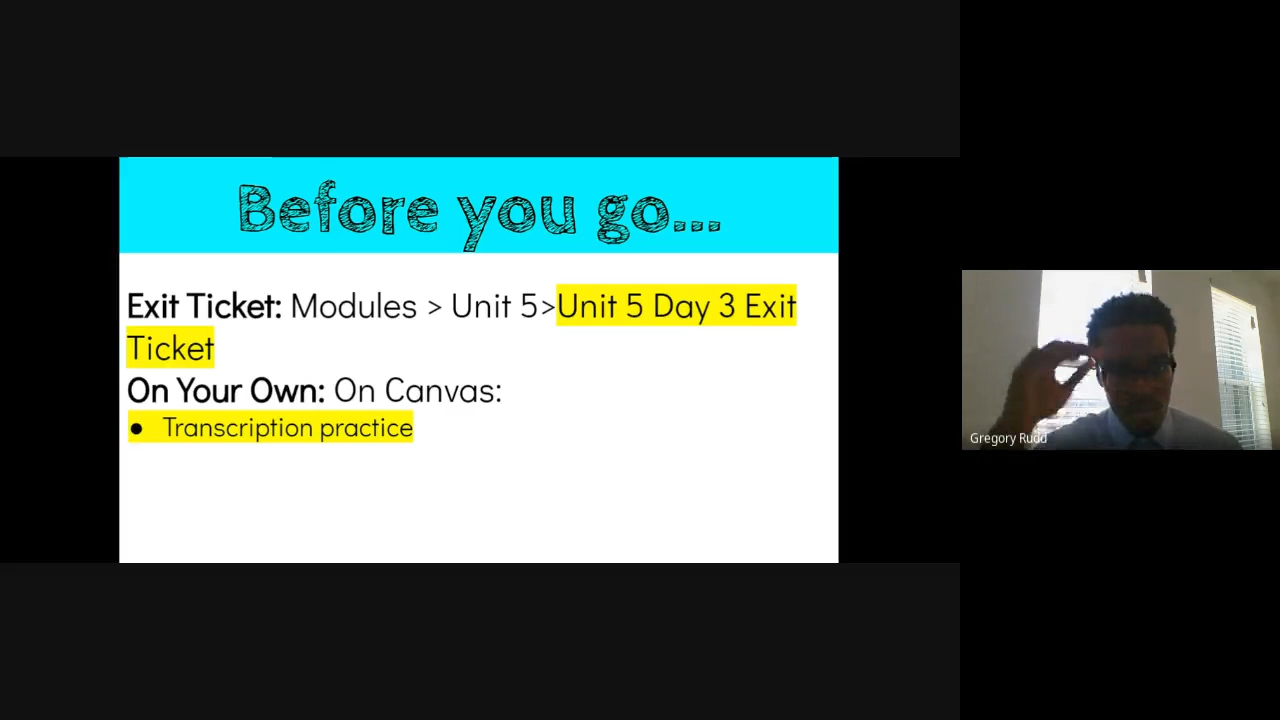 Before you go...
Exit Ticket: Modules > Unit 5>Unit 5 Day 3 Exit
Ticket
On Your Own: On Canvas:
● Transcription practice
Gregory Rudd